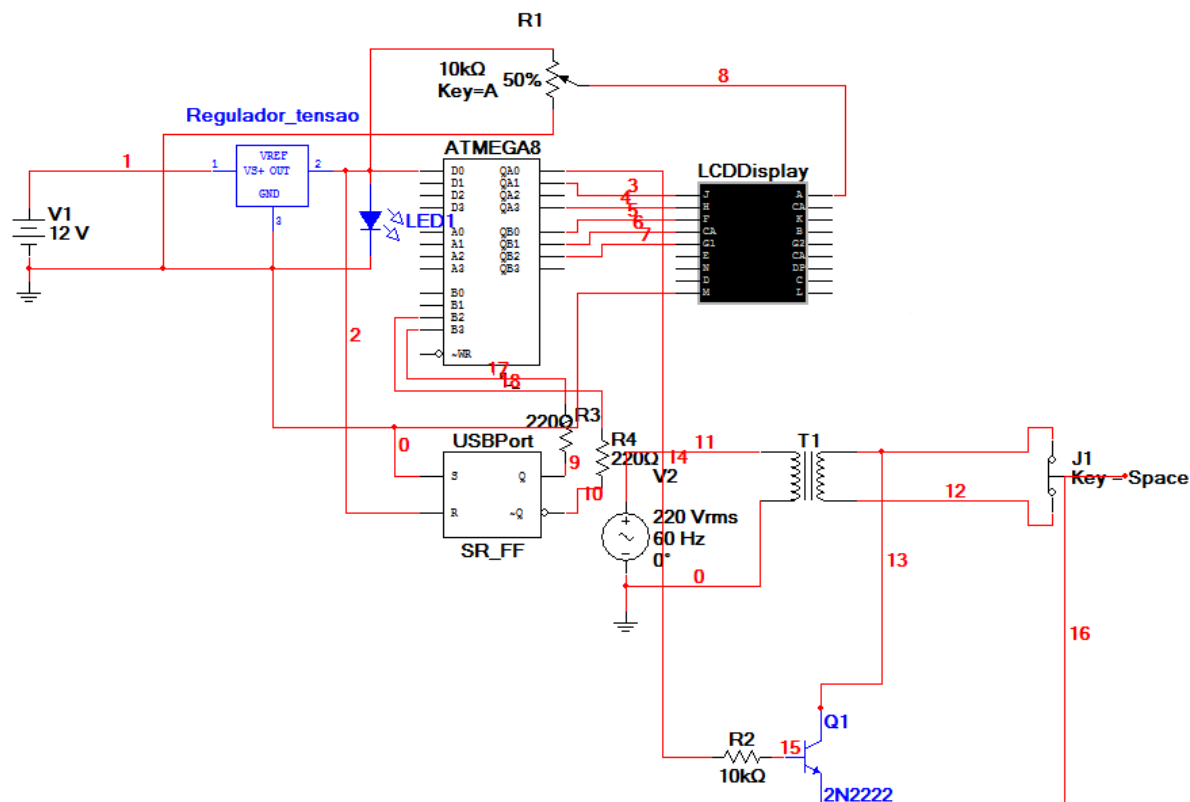 R1
10kΩ
Key=A
50%
8
Regulador_tensao
1
1
VREF
VS+ OUT
GND
2
3
V1
12 V
LED1
ATMEGA8
D0
D1
D2
D3
A0
A1
A2
A3
B0
B1
B2
B3
~WR
QA0
QA1
QA2
QA3
QB0
QB1
QB2
QB3
3
4
5
6
7
LCDDisplay
J
H
F
CA
G1
E
N
D
M
A
CA
K
B
G2
CA
DP
C
L
2
17
18
0
USBPort
S
R
Q
~Q
SR_FF
220Ω
R3
9
10
R4
220Ω
14
V2
220 Vrms
60 Hz
0°
11
0
T1
12
J1
Key = Space
13
16
R2
10kΩ
15
Q1
2N2222